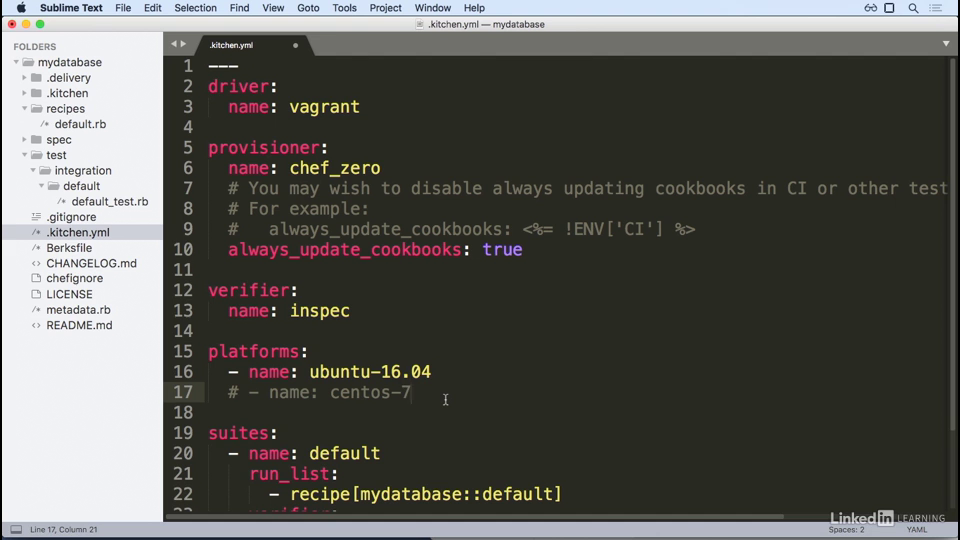 Sublime Text File Edit Selection Find View Goto Tools Project Window Help
.kitchen.yml — mydatabase
FOLDERS
mydatabase
.delivery
.kitchen
recipes
default.rb
spec
test
integration
default
default_test.rb
.gitignore
.kitchen.yml
Berksfile
CHANGELOG.md
chefignore
LICENSE
metadata.rb
README.md
.kitchen.yml
1 ---
2 driver:
3 name: vagrant
4
5 provisioner:
6 name: chef_zero
7 # You may wish to disable always updating cookbooks in CI or other test
8 # For example:
9 # always_update_cookbooks: <%= !ENV['CI'] %>
10 always_update_cookbooks: true
11
12 verifier:
13 name: inspec
14
15 platforms:
16 - name: ubuntu-16.04
17 # - name: centos-7
18
19 suites:
20 - name: default
21 run_list:
22 - recipe[mydatabase::default]
Linked in LEARNING
Line 17, Column 21
Spaces: 2
YAML